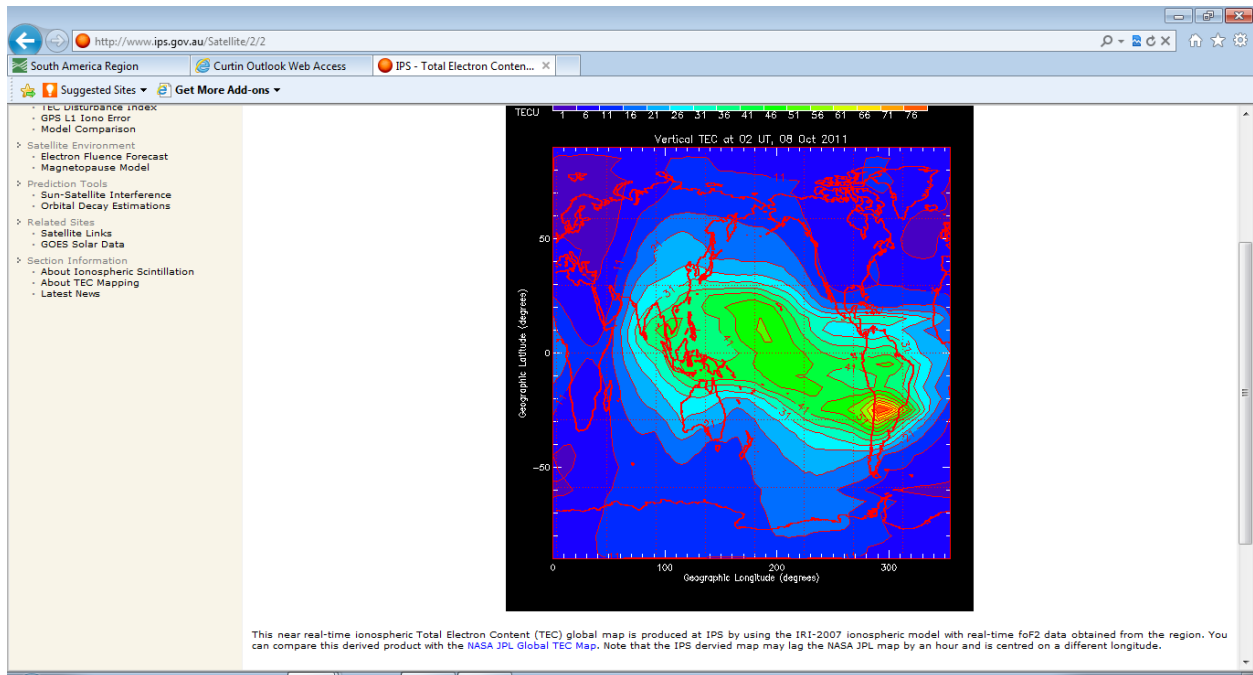 http://www.ips.gov.au/Satellite/2/2
South America Region
Curtin Outlook Web Access
IPS - Total Electron Conten...
Suggested Sites
Get More Add-ons
TEC Disturbance Index
GPS L1 Iono Error
Model Comparison
Satellite Environment
Electron Fluence Forecast
Magnetopause Model
Prediction Tools
Sun-Satellite Interference
Orbital Decay Estimations
Related Sites
Satellite Links
GOES Solar Data
Section Information
About Ionospheric Scintillation
About TEC Mapping
Latest News
TECU 1 6 11 16 21 26 31 36 41 46 51 56 61 66 71 76
Vertical TEC at 02 UT, 08 Oct 2011
50
0
-50
Geographic Latitude (degrees)
0 100 200 300
Geographic Longitude (degrees)
This near real-time ionospheric Total Electron Content (TEC) global map is produced at IPS by using the IRI-2007 ionospheric model with real-time foF2 data obtained from the region. You
can compare this derived product with the NASA JPL Global TEC Map. Note that the IPS dervied map may lag the NASA JPL map by an hour and is centred on a different longitude.